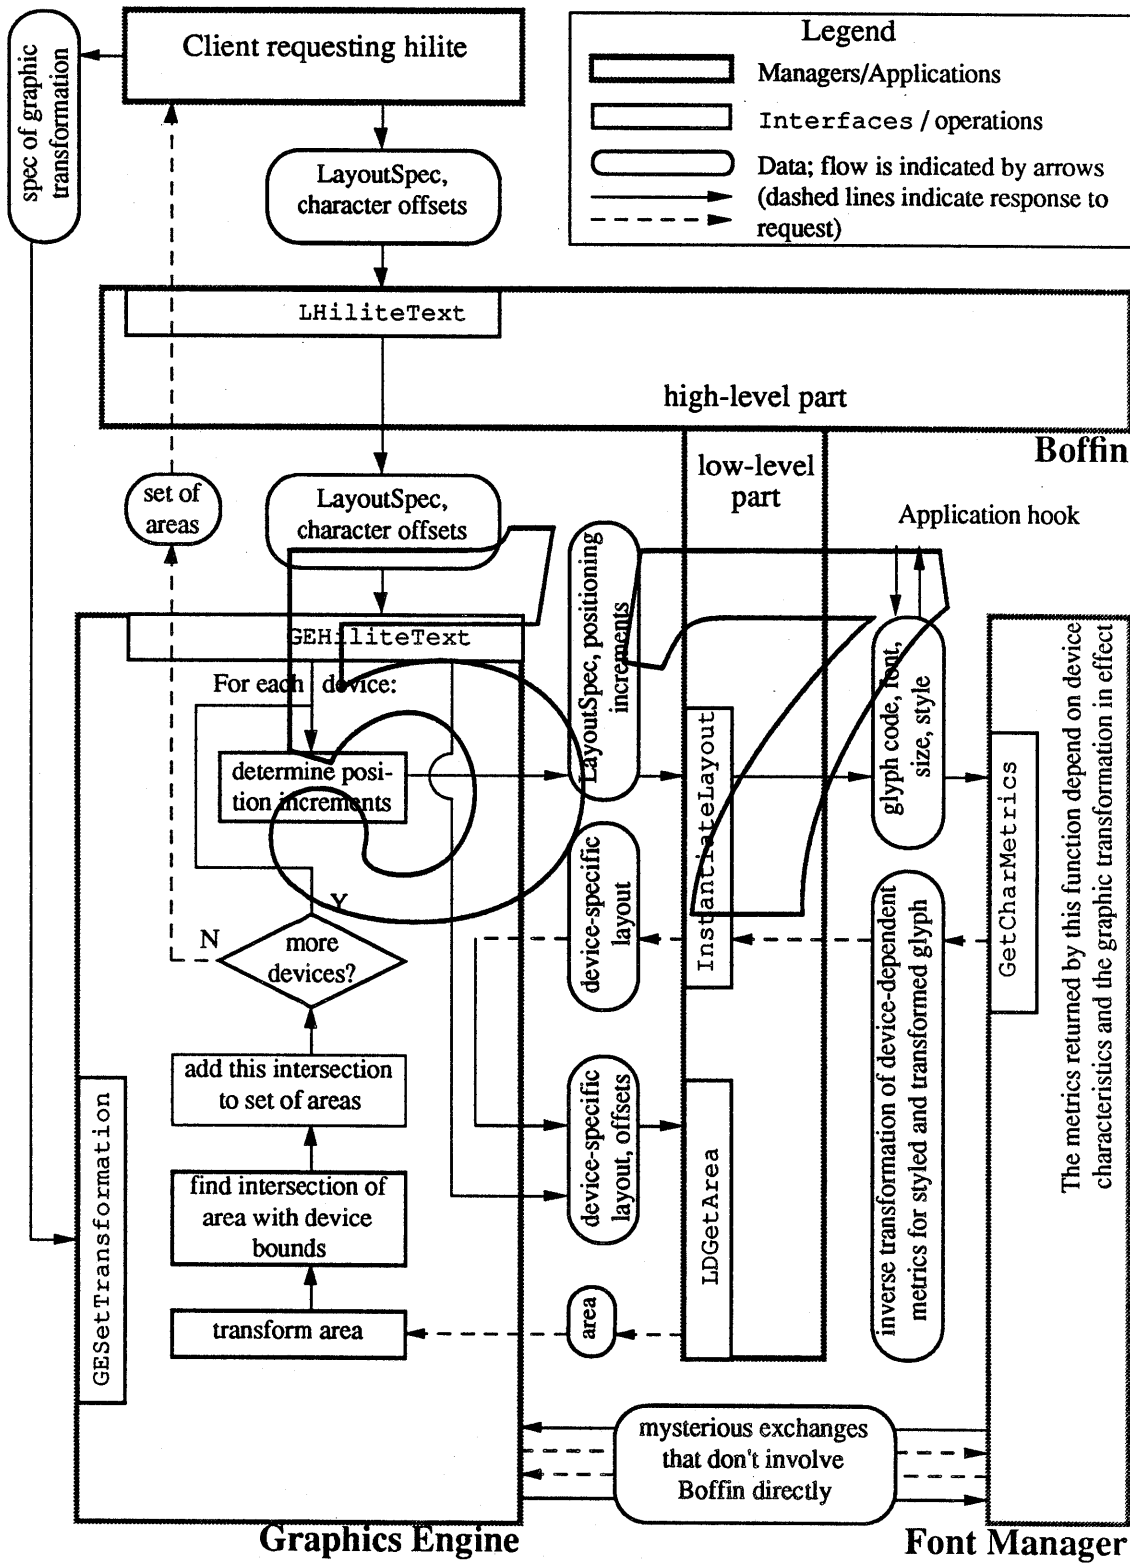 Client requesting hilite
spec of graphic
transformation
Legend
Managers/Applications
Interfaces / operations
Data; flow is indicated by arrows
(dashed lines indicate response to
request)
LayoutSpec,
character offsets
LHiliteText
high-level part
Boffin
low-level
part
set of
areas
LayoutSpec,
character offsets
Application hook
GEHiliteText
For each device:
determine posi-
tion increments
LayoutSpec, positioning
increments
InstantiateLayout
glyph code, font,
size, style
GetCharMetrics
The metrics returned by this function depend on device
characteristics and the graphic transformation in effect
Y
N
more
devices?
device-specific
layout
inverse transformation of device-dependent
metrics for styled and transformed glyph
add this intersection
to set of areas
device-specific
layout, offsets
LDGetArea
GESetTransformation
find intersection of
area with device
bounds
transform area
area
mysterious exchanges
that don't involve
Boffin directly
Graphics Engine
Font Manager